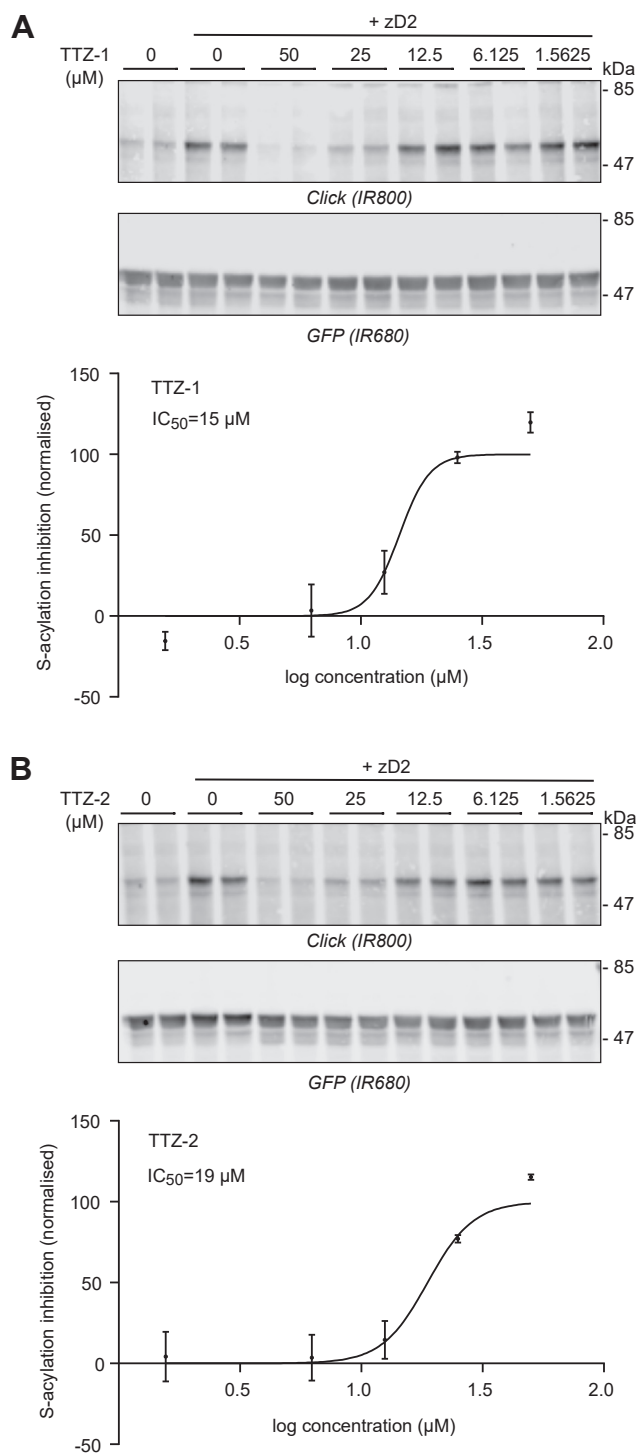 A
+ zD2
TTZ-1 0 0 50 25 12.5 6.125 1.5625
(µM)
kDa
- 85
- 47
Click (IR800)
- 85
- 47
GFP (IR680)
150
100
50
0
-50
S-acylation inhibition (normalised)
TTZ-1
IC50=15 µM
0.5 1.0 1.5 2.0
log concentration (µM)
B
+ zD2
TTZ-2 0 0 50 25 12.5 6.125 1.5625
(µM)
kDa
- 85
- 47
Click (IR800)
- 85
- 47
GFP (IR680)
150
100
50
0
-50
S-acylation inhibition (normalised)
TTZ-2
IC50=19 µM
0.5 1.0 1.5 2.0
log concentration (µM)